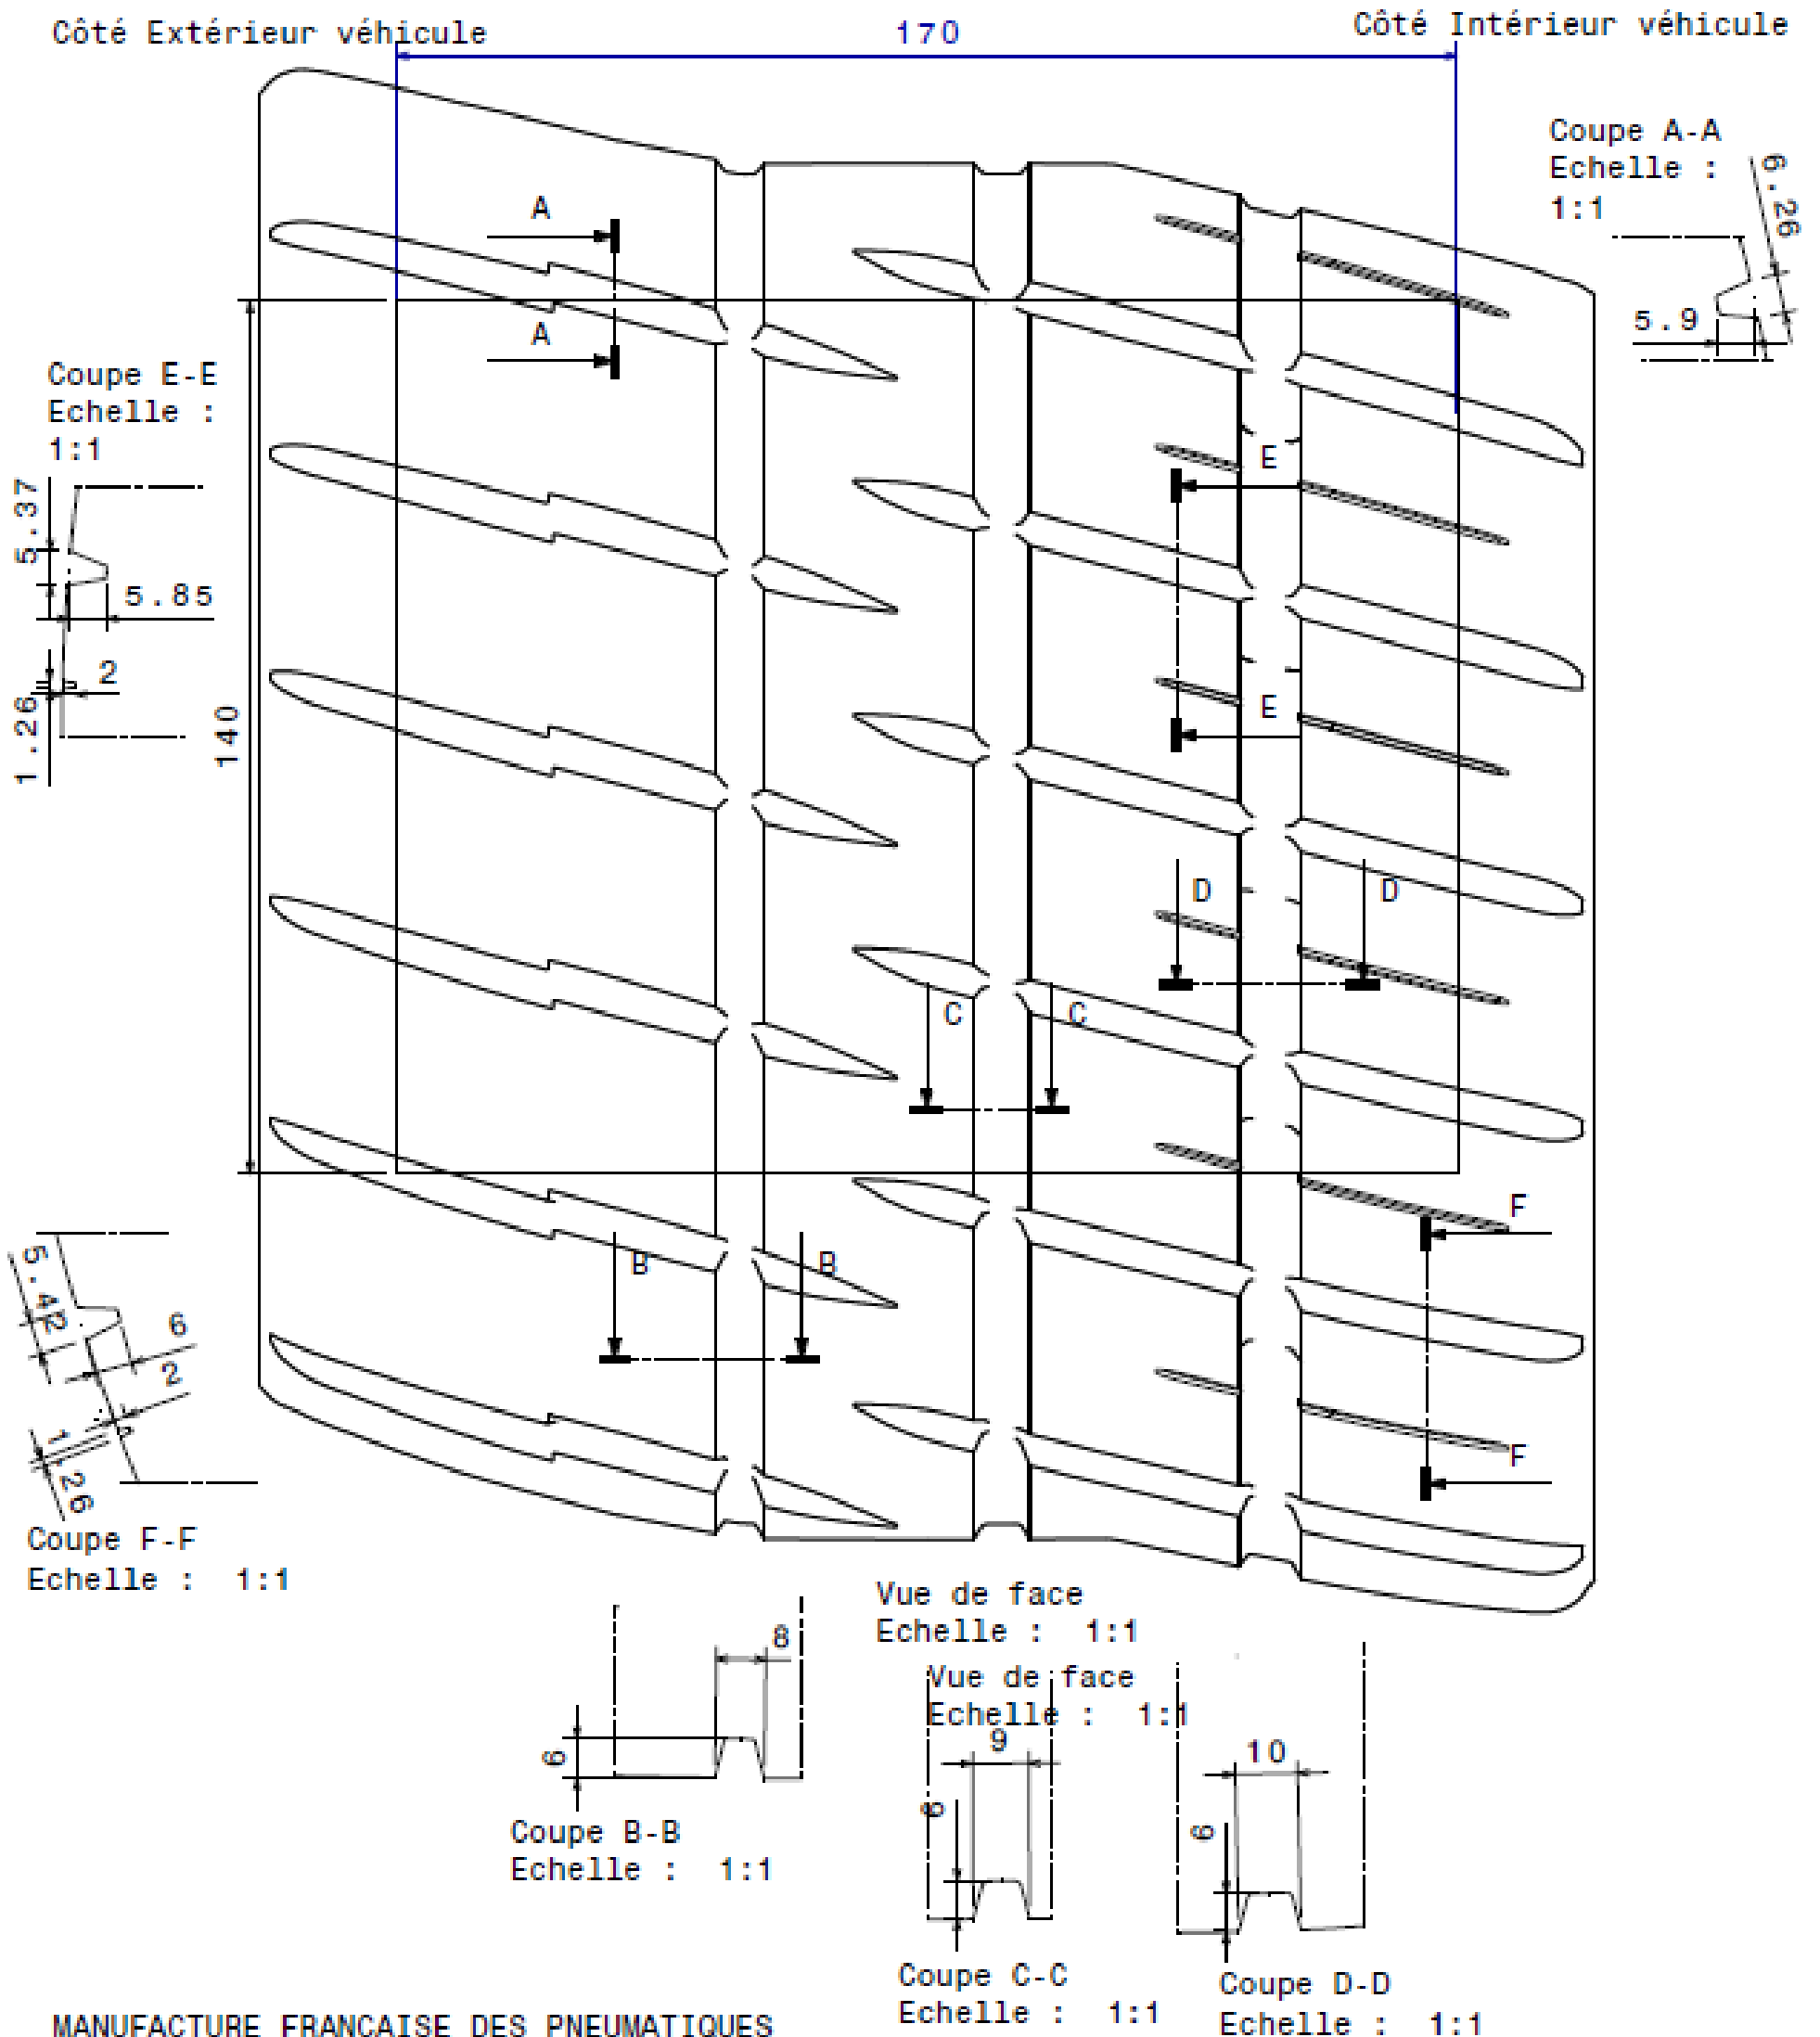 Côté Extérieur véhicule
170
Côté Intérieur véhicule
Coupe A-A
Echelle :
1:1
6.26
5.9
A
A
Coupe E-E
Echelle :
1:1
5.37
5.85
2
1.26
140
E
E
D
D
C
C
B
B
F
F
5.42
6
2
1.26
Coupe F-F
Echelle : 1:1
Vue de face
Echelle : 1:1
Vue de face
Echelle : 1:1
8
6
Coupe B-B
Echelle : 1:1
9
6
Coupe C-C
Echelle : 1:1
10
6
Coupe D-D
Echelle : 1:1
MANUFACTURE FRANCAISE DES PNEUMATIQUES